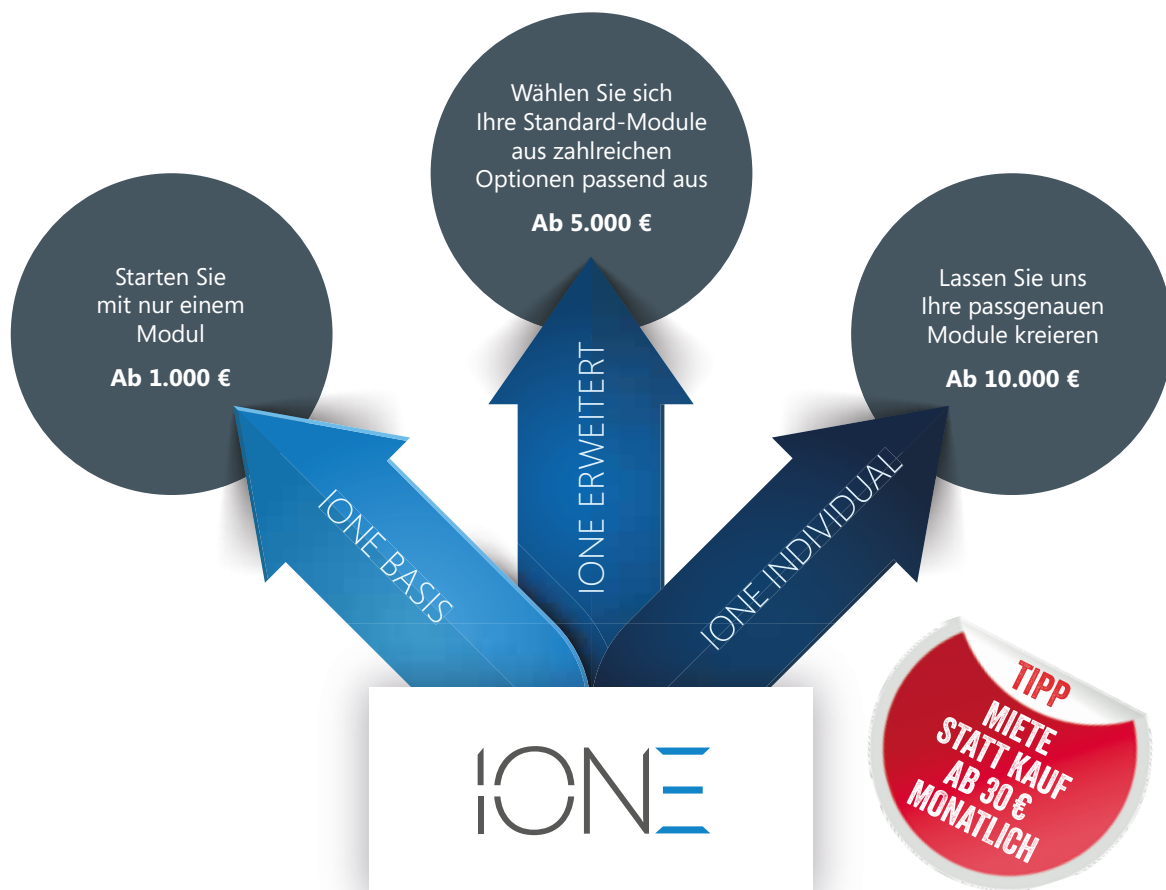 Wählen Sie sich
Ihre Standard-Module
aus zahlreichen
Optionen passend aus
Ab 5.000 €
Starten Sie
mit nur einem
Modul
Ab 1.000 €
Lassen Sie uns
Ihre passgenauen
Module kreieren
Ab 10.000 €
IONE BASIS
IONE ERWEITERT
IONE INDIVIDUAL
IONE
TIPP
MIETE
STATT KAUF
AB 30 €
MONATLICH